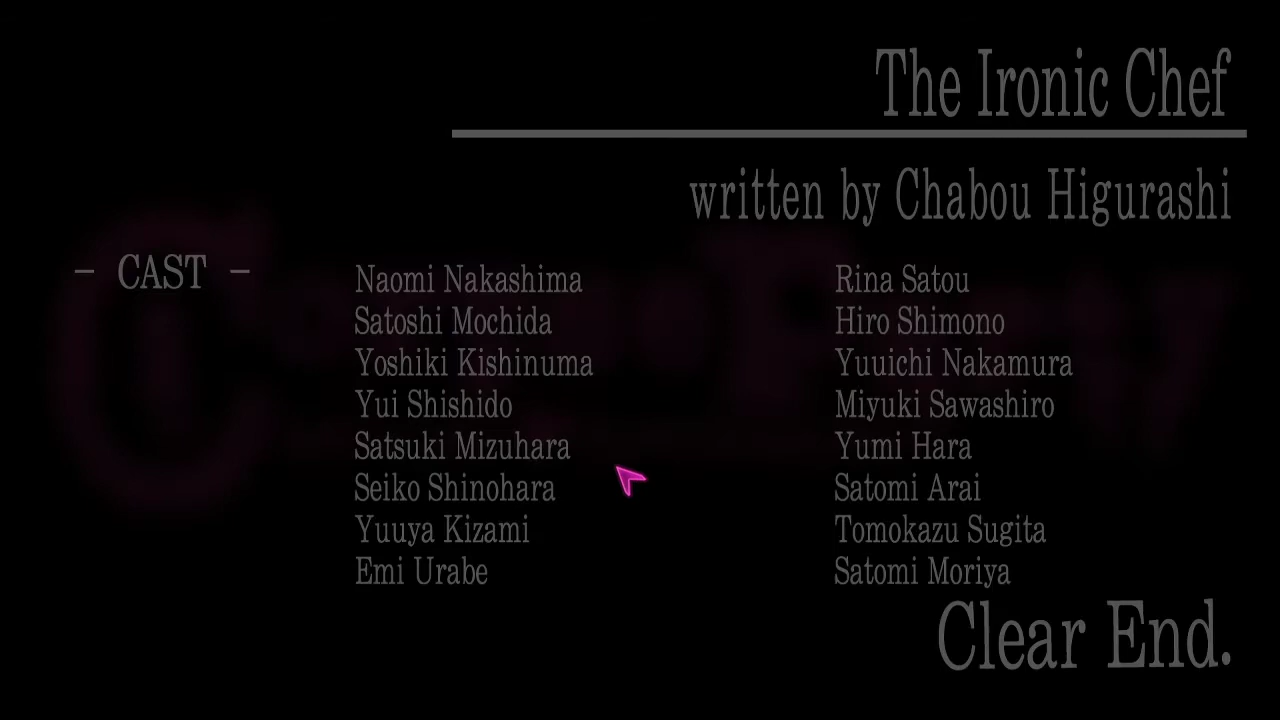 The Ironic Chef
written by Chabou Higurashi
- CAST -
Naomi Nakashima Rina Satou
Satoshi Mochida Hiro Shimono
Yoshiki Kishinuma Yuuichi Nakamura
Yui Shishido Miyuki Sawashiro
Satsuki Mizuhara Yumi Hara
Seiko Shinohara Satomi Arai
Yuuya Kizami Tomokazu Sugita
Emi Urabe Satomi Moriya
Clear End.